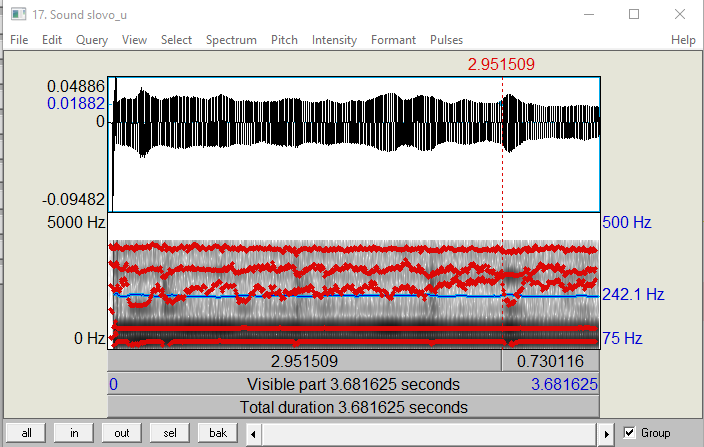 17. Sound slovo_u
File Edit Query View Select Spectrum Pitch Intensity Formant Pulses Help
2.951509
0.04886
0.01882
0
-0.09482
5000 Hz 500 Hz
242.1 Hz
0 Hz 75 Hz
2.951509 0.730116
0 Visible part 3.681625 seconds 3.681625
Total duration 3.681625 seconds
all in out sel bak Group